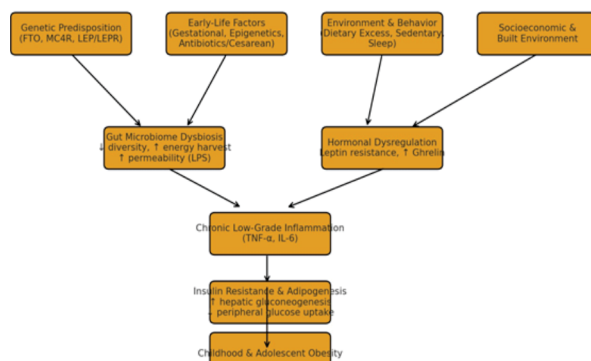 Genetic Predisposition
(FTO, MC4R, LEP/LEPR)
Early-Life Factors
(Gestational, Epigenetics,
Antibiotics/Cesarean)
Environment & Behavior
(Dietary Excess, Sedentary,
Sleep)
Socioeconomic &
Built Environment
Gut Microbiome Dysbiosis
↓ diversity, ↑ energy harvest
↑ permeability (LPS)
Hormonal Dysregulation
Leptin resistance, ↑ Ghrelin
Chronic Low-Grade Inflammation
(TNF-α, IL-6)
Insulin Resistance & Adipogenesis
↑ hepatic gluconeogenesis
↓ peripheral glucose uptake
Childhood & Adolescent Obesity